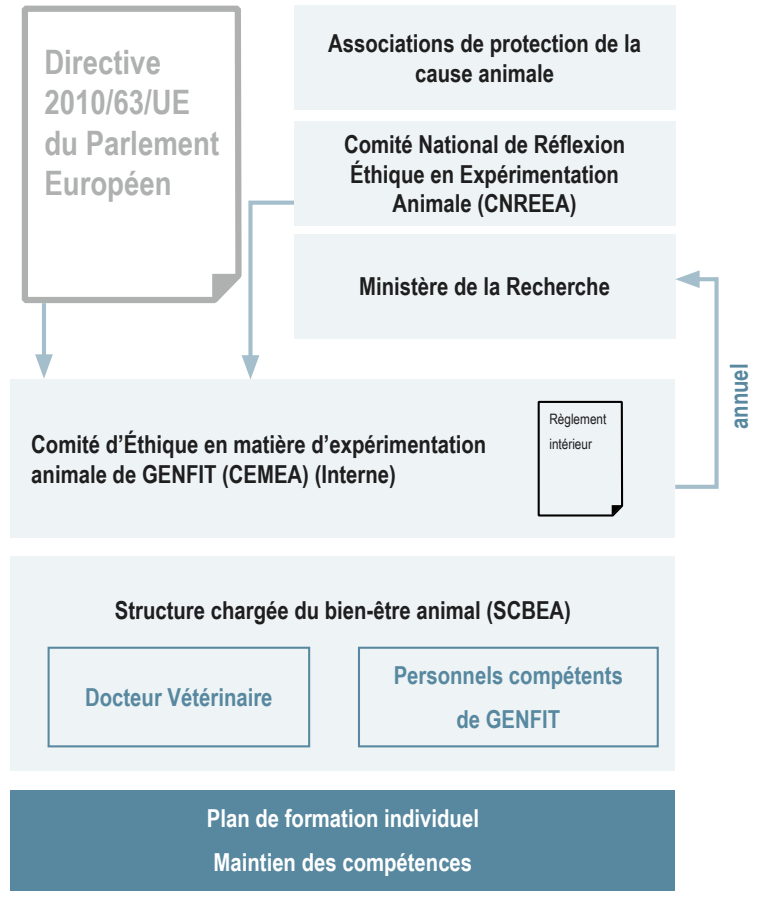 Directive
2010/63/UE
du Parlement
Européen
Associations de protection de la
cause animale
Comité National de Réflexion
Éthique en Expérimentation
Animale (CNREEA)
Ministère de la Recherche
annuel
Comité d’Éthique en matière d’expérimentation
animale de GENFIT (CEMEA) (Interne)
Règlement
intérieur
Structure chargée du bien-être animal (SCBEA)
Docteur Vétérinaire
Personnels compétents
de GENFIT
Plan de formation individuel
Maintien des compétences